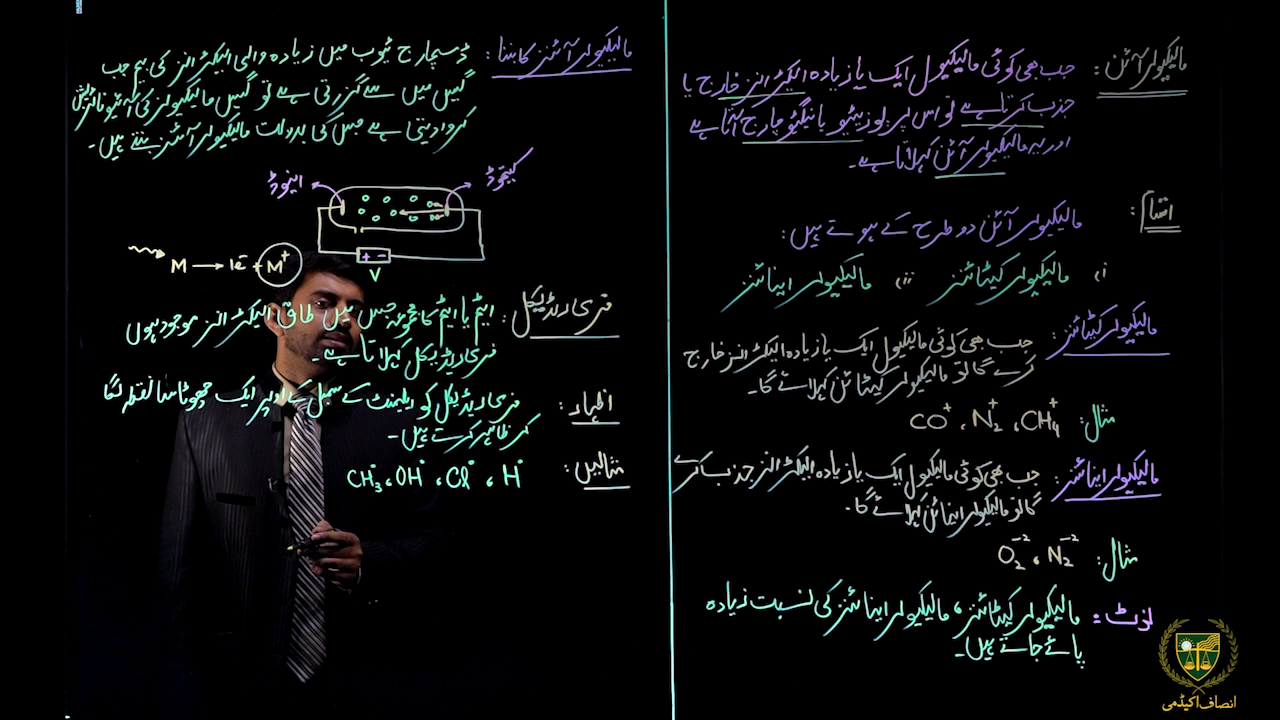 مالیکیولر آئن: جب بھی کوئی مالیکیول ایک یا زیادہ الیکٹرانز خارج یا
جذب کرتا ہے تو اس پر پوزیٹیو یا نیگیٹو چارج آتا ہے
اور یہ مالیکیولر آئن کہلاتا ہے۔
اقسام:
مالیکیولر آئن دو طرح کے ہوتے ہیں:
i, مالیکیولر کیٹائنز ii, مالیکیولر اینائنز
مالیکیولر کیٹائنز: جب بھی کوئی مالیکیول ایک یا زیادہ الیکٹرانز خارج
کرے گا تو مالیکیولر کیٹائن کہلائے گا۔
مثال: CO⁺ ، N₂⁺ ، CH₄⁺
مالیکیولر اینائنز: جب بھی کوئی مالیکیول ایک یا زیادہ الیکٹرانز جذب کرے
گا تو مالیکیولر اینائن کہلائے گا۔
مثال: O₂⁻² ، N₂⁻²
نوٹ: مالیکیولر کیٹائنز، مالیکیولر اینائنز کی نسبت زیادہ
پائے جاتے ہیں۔
مالیکیولر آئنز کا بننا: ڈسچارج ٹیوب میں زیادہ والی الیکٹرانز کی بیم جب
گیس میں سے گزرتی ہے تو گیس مالیکیولز کی آئیونائزیشن
کروا دیتی ہے جس کی بدولت مالیکیولر آئنز بنتے ہیں۔
کیتھوڈ
اینوڈ
+ −
V
M → 1e⁻ + M⁺
فری ریڈیکل: ایٹم یا ایٹم کا مجموعہ جس میں طاق الیکٹرانز موجود ہوں
فری ریڈیکل کہلاتا ہے۔
اظہار: فری ریڈیکل کو ایلیمنٹ کے سمبل کے اوپر ایک چھوٹا سا نقطہ لگا
کر ظاہر کرتے ہیں۔
مثالیں: H˙ ، Cl˙ ، OH˙ ، CH₃˙
انصاف اکیڈمی